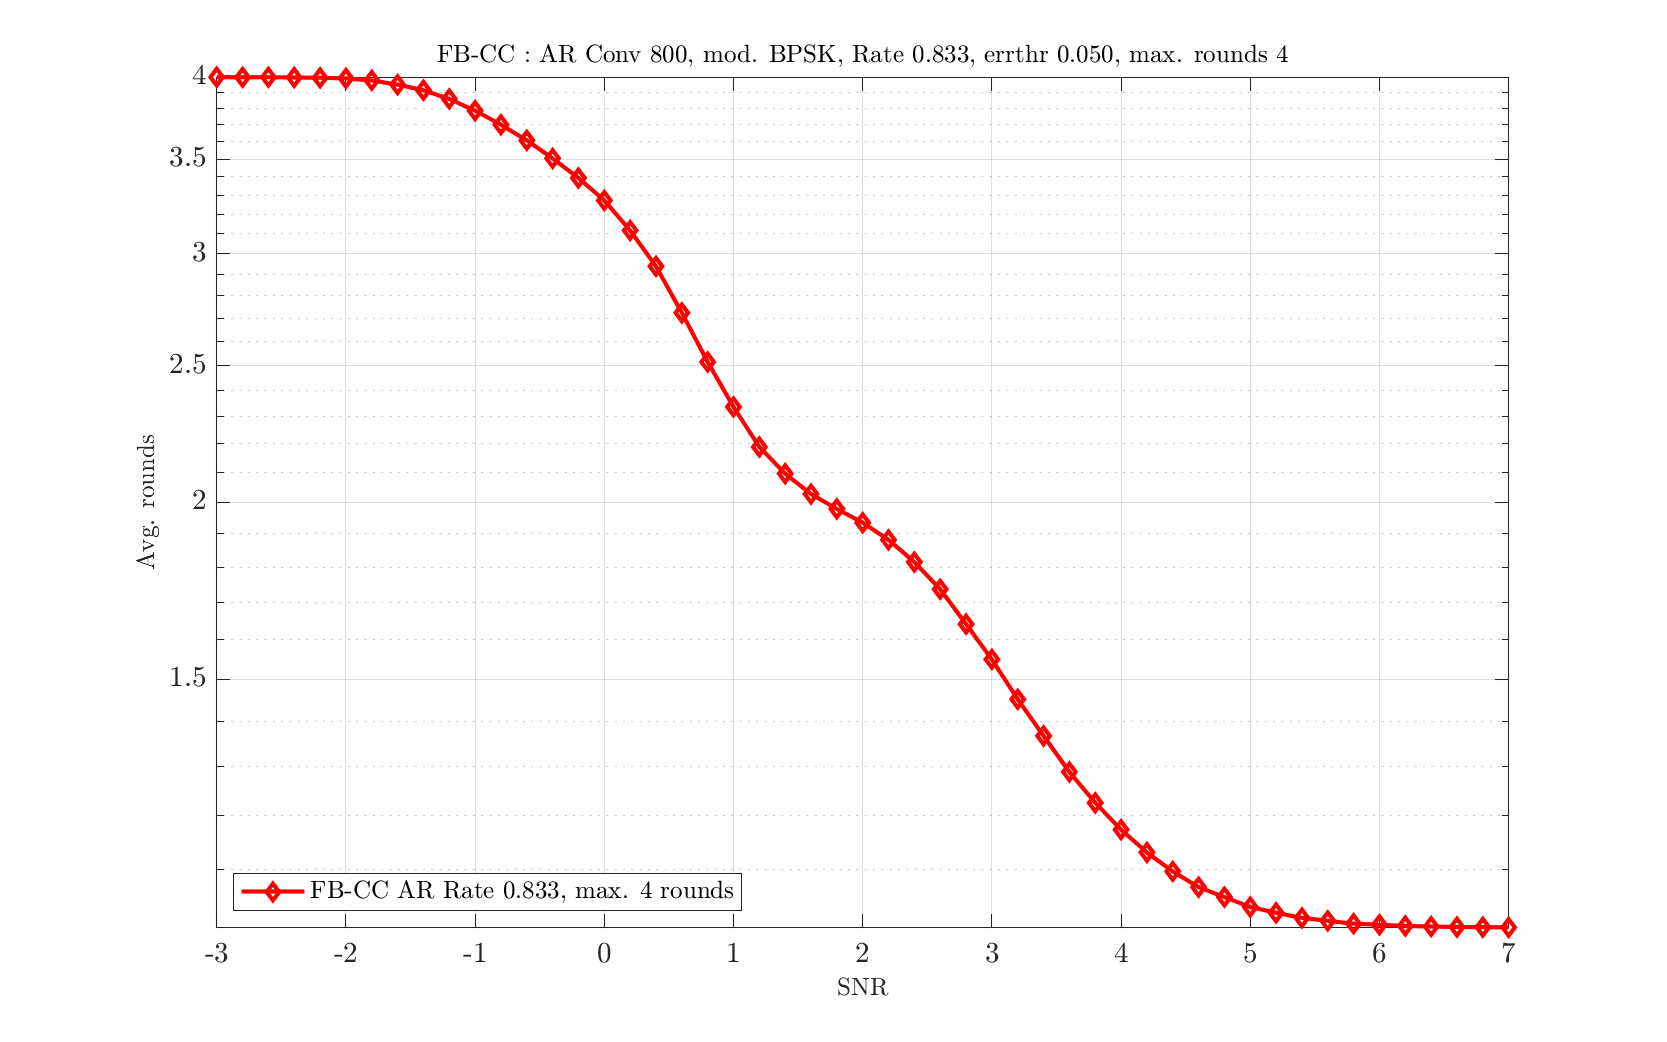 FB-CC : AR Conv 800, mod. BPSK, Rate 0.833, errthr 0.050, max. rounds 4
4
3.5
3
2.5
2
1.5
Avg. rounds
FB-CC AR Rate 0.833, max. 4 rounds
-3 -2 -1 0 1 2 3 4 5 6 7
SNR